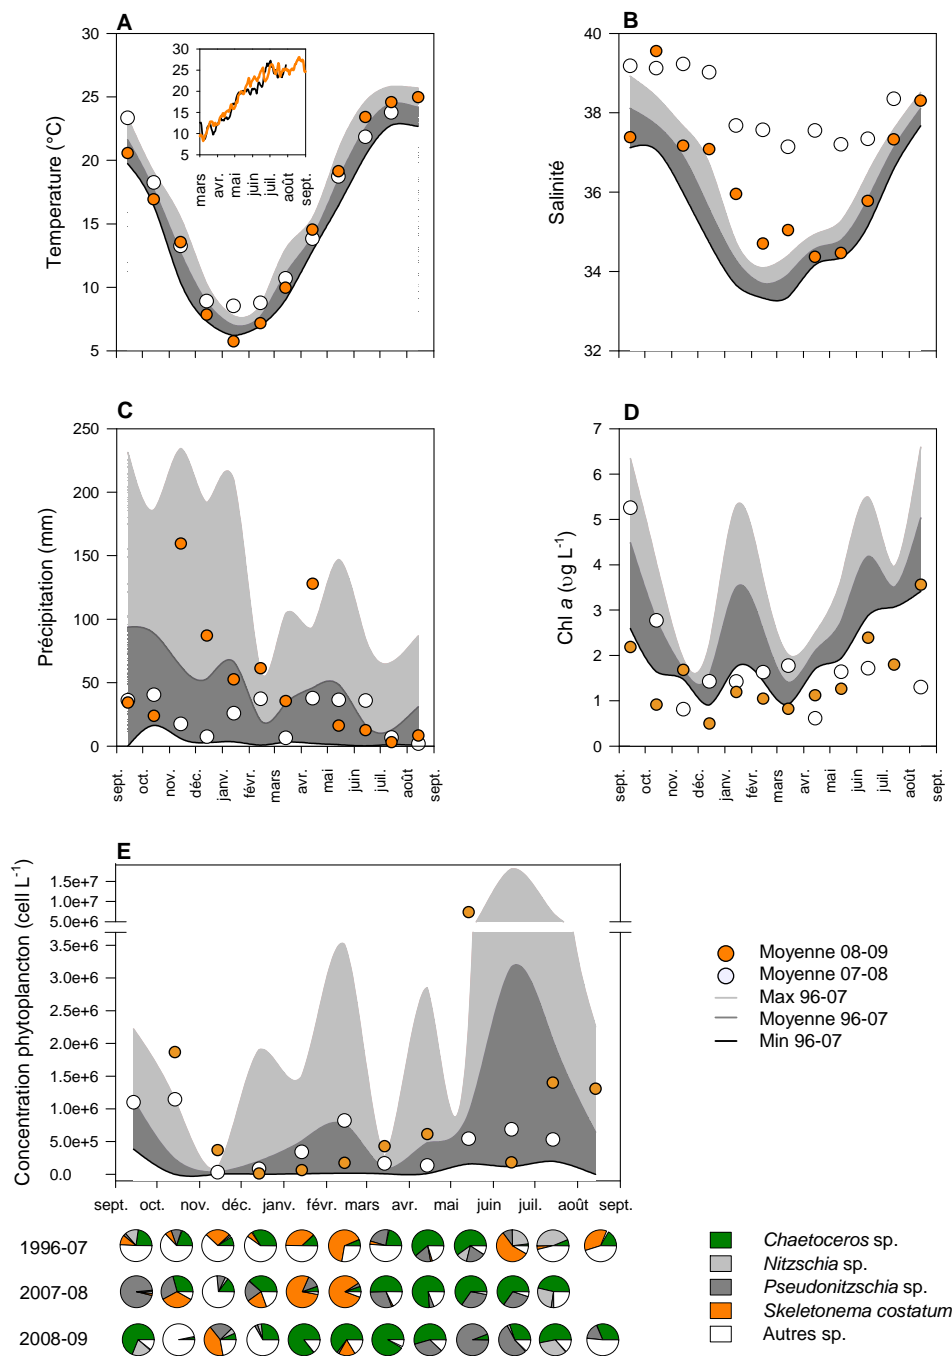 A
Temperature (°C)
30
25
20
15
10
5
30
25
20
15
10
5
mars
avr.
mai
juin
juil.
août
sept.
B
Salinité
40
38
36
34
32
C
Précipitation (mm)
250
200
150
100
50
0
sept.
oct.
nov.
déc.
janv.
févr.
mars
avr.
mai
juin
juil.
août
sept.
D
Chl a (υg L-1)
7
6
5
4
3
2
1
0
sept.
oct.
nov.
déc.
janv.
févr.
mars
avr.
mai
juin
juil.
août
sept.
E
Concentration phytoplancton (cell L-1)
1.5e+7
1.0e+7
5.0e+6
3.5e+6
3.0e+6
2.5e+6
2.0e+6
1.5e+6
1.0e+6
5.0e+5
0.0
sept. oct. nov. déc. janv. févr. mars avr. mai juin juil. août sept.
Moyenne 08-09
Moyenne 07-08
Max 96-07
Moyenne 96-07
Min 96-07
1996-07
2007-08
2008-09
Chaetoceros sp.
Nitzschia sp.
Pseudonitzschia sp.
Skeletonema costatum
Autres sp.